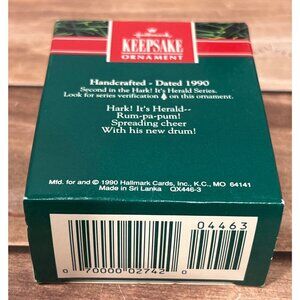 Hallmark
KEEPSAKE
ORNAMENT
Handcrafted - Dated 1990
Second in the Hark! It's Herald Series.
Look for series verification on this ornament.
Hark! It's Herald--
Rum-pa-pum!
Spreading cheer
With his new drum!
Mfd. for and © 1990 Hallmark Cards, Inc., K.C., MO 64141
Made in Sri Lanka QX446-3
04463
0 70000 02742 0